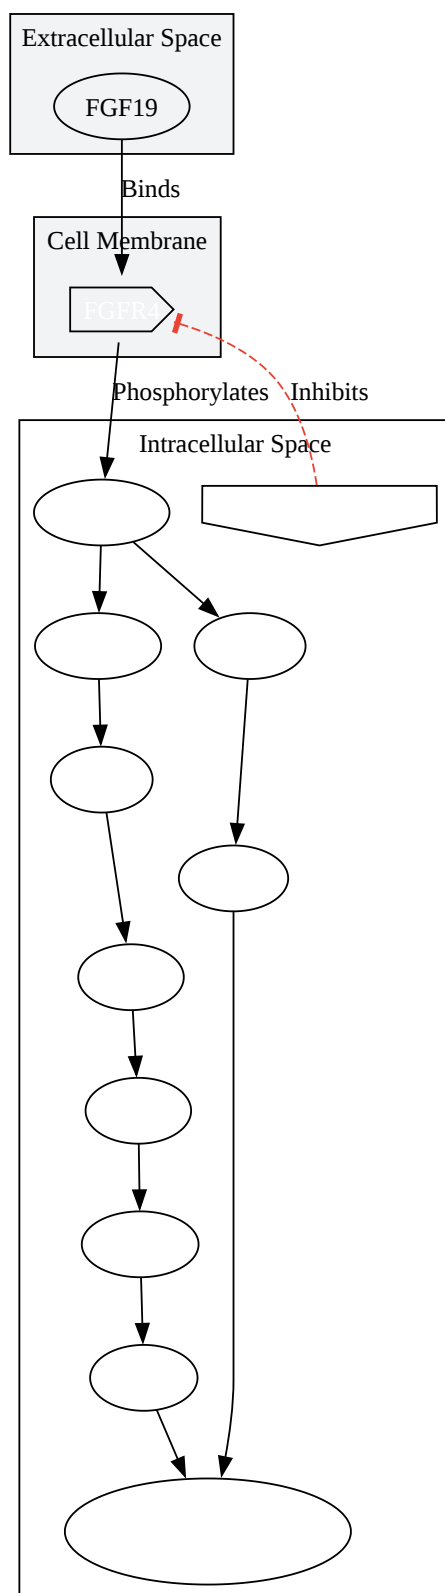 Extracellular Space
FGF19
Binds
Cell Membrane
FGFR4
Phosphorylates
Inhibits
Intracellular Space